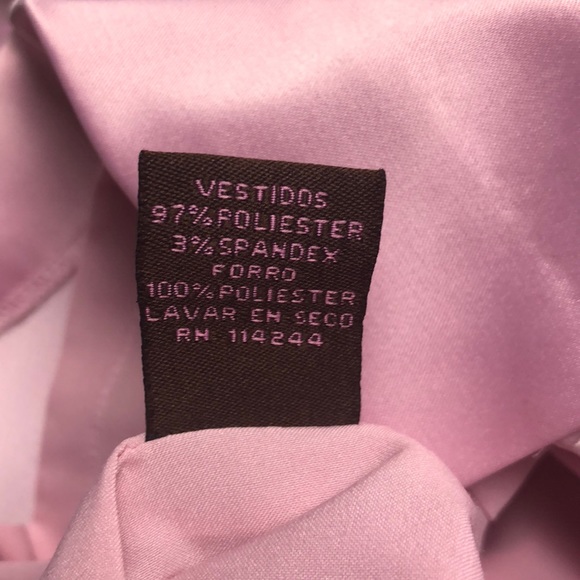 VESTIDOS
97% POLIESTER
3% SPANDEX
FORRO
100% POLIESTER
LAVAR EN SECO
RN 114244